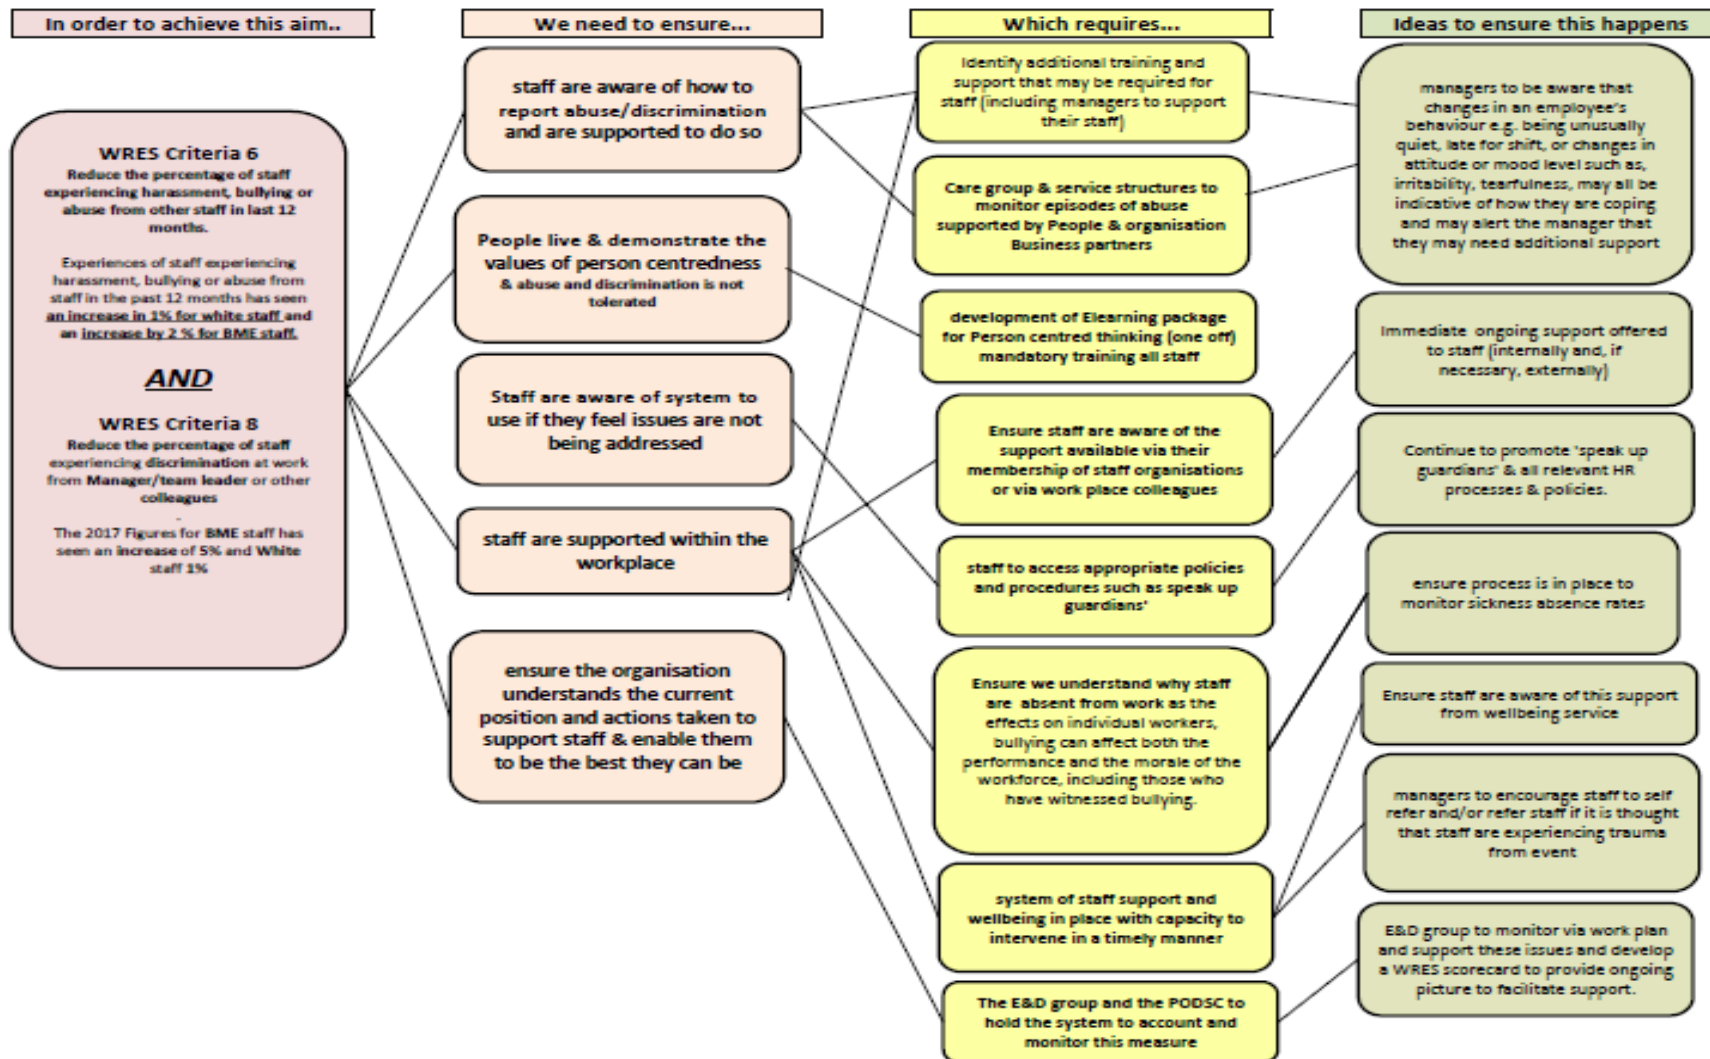 In order to achieve this aim..
We need to ensure...
Which requires...
Ideas to ensure this happens
WRES Criteria 6
Reduce the percentage of staff
experiencing harassment, bullying or
abuse from other staff in last 12
months.
Experiences of staff experiencing
harassment, bullying or abuse from
staff in the past 12 months has seen
an increase in 1% for white staff and
an increase by 2 % for BME staff.
AND
WRES Criteria 8
Reduce the percentage of staff
experiencing discrimination at work
from Manager/team leader or other
colleagues
.
The 2017 Figures for BME staff has
seen an increase of 5% and White
staff 1%
staff are aware of how to
report abuse/discrimination
and are supported to do so
People live & demonstrate the
values of person centredness
& abuse and discrimination is not
tolerated
Staff are aware of system to
use if they feel issues are not
being addressed
staff are supported within the
workplace
ensure the organisation
understands the current
position and actions taken to
support staff & enable them
to be the best they can be
Identify additional training and
support that may be required for
staff (including managers to support
their staff)
Care group & service structures to
monitor episodes of abuse
supported by People & organisation
Business partners
development of Elearning package
for Person centred thinking (one off)
mandatory training all staff
Ensure staff are aware of the
support available via their
membership of staff organisations
or via work place colleagues
staff to access appropriate policies
and procedures such as speak up
guardians'
Ensure we understand why staff
are absent from work as the
effects on individual workers,
bullying can affect both the
performance and the morale of the
workforce, including those who
have witnessed bullying.
system of staff support and
wellbeing in place with capacity to
intervene in a timely manner
The E&D group and the PODSC to
hold the system to account and
monitor this measure
managers to be aware that
changes in an employee's
behaviour e.g. being unusually
quiet, late for shift, or changes in
attitude or mood level such as,
irritability, tearfulness, may all be
indicative of how they are coping
and may alert the manager that
they may need additional support
Immediate ongoing support offered
to staff (internally and, if
necessary, externally)
Continue to promote 'speak up
guardians' & all relevant HR
processes & policies.
ensure process is in place to
monitor sickness absence rates
Ensure staff are aware of this support
from wellbeing service
managers to encourage staff to self
refer and/or refer staff if it is thought
that staff are experiencing trauma
from event
E&D group to monitor via work plan
and support these issues and develop
a WRES scorecard to provide ongoing
picture to facilitate support.